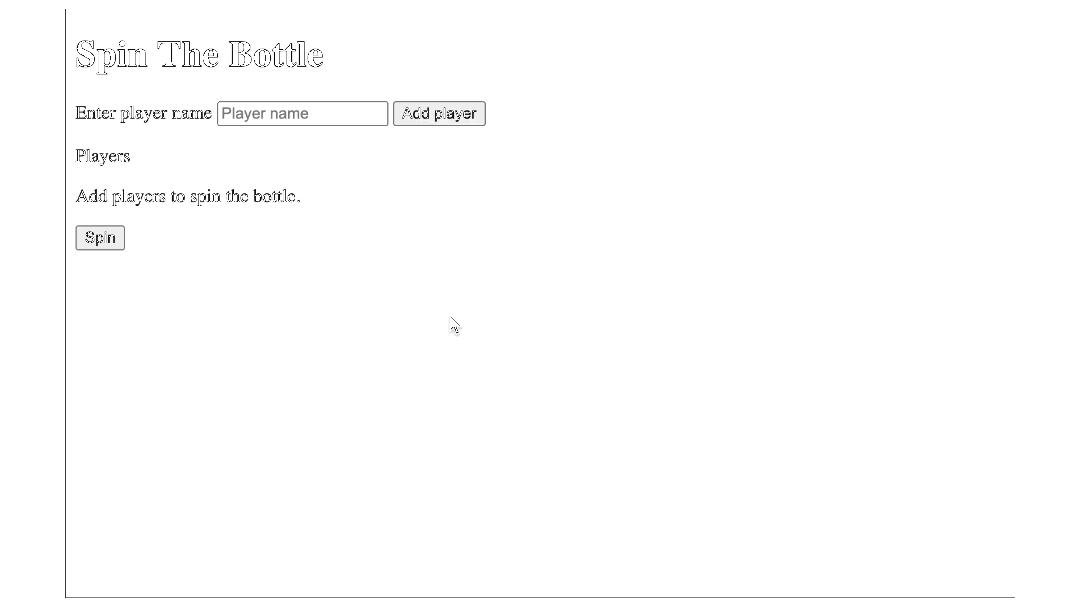 Spin The Bottle
Enter player name Player name Add player
Players
Add players to spin the bottle.
Spin